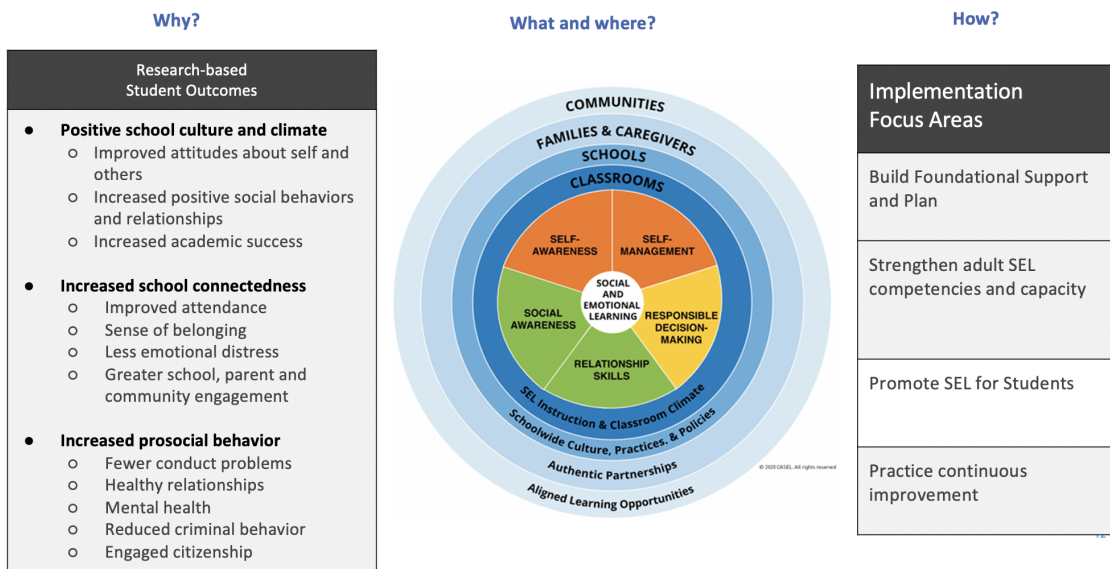 Why?
Research-based
Student Outcomes
● Positive school culture and climate
o Improved attitudes about self and
others
o Increased positive social behaviors
and relationships
o Increased academic success
● Increased school connectedness
o Improved attendance
o Sense of belonging
o Less emotional distress
o Greater school, parent and
community engagement
● Increased prosocial behavior
o Fewer conduct problems
o Healthy relationships
o Mental health
o Reduced criminal behavior
o Engaged citizenship
What and where?
COMMUNITIES
FAMILIES & CAREGIVERS
SCHOOLS
CLASSROOMS
SELF-
AWARENESS
SELF-
MANAGEMENT
SOCIAL
AND
EMOTIONAL
LEARNING
SOCIAL
AWARENESS
RESPONSIBLE
DECISION-
MAKING
RELATIONSHIP
SKILLS
SEL Instruction & Classroom Climate
Schoolwide Culture, Practices. & Policies
Authentic Partnerships
Aligned Learning Opportunities
© 2020 CASEL. All rights reserved
How?
Implementation
Focus Areas
Build Foundational Support
and Plan
Strengthen adult SEL
competencies and capacity
Promote SEL for Students
Practice continuous
improvement